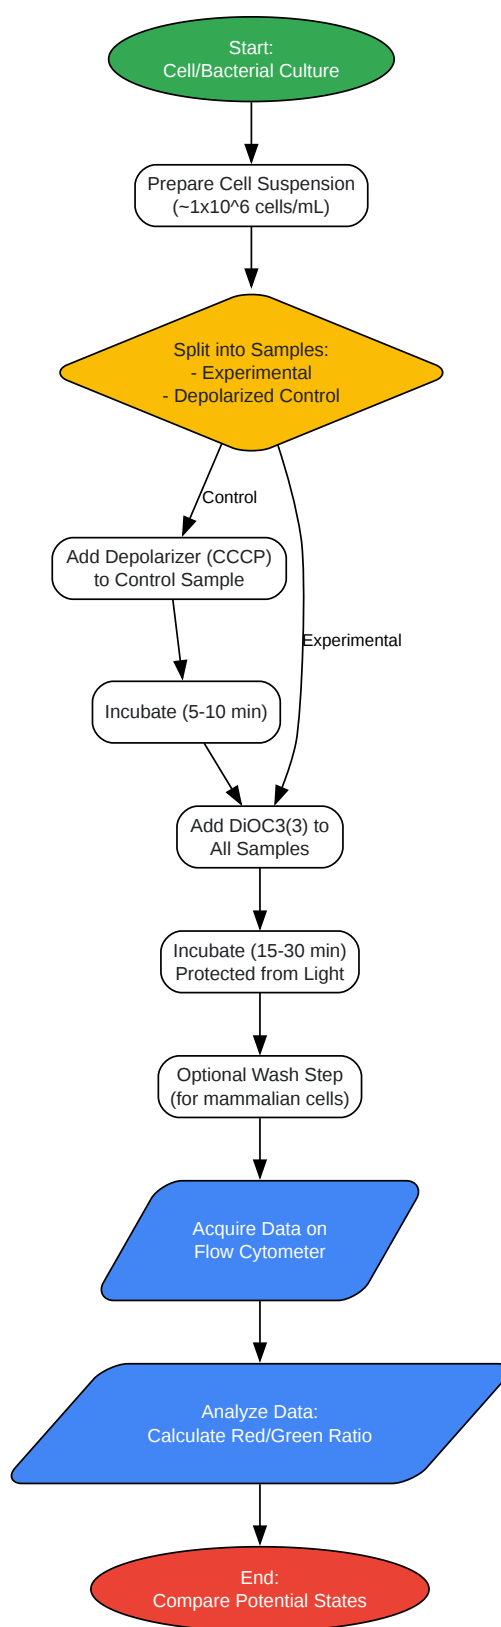 Start:
Cell/Bacterial Culture
Prepare Cell Suspension
(~1x10^6 cells/mL)
Split into Samples:
- Experimental
- Depolarized Control
Control
Add Depolarizer (CCCP)
to Control Sample
Experimental
Incubate (5-10 min)
Add DiOC3(3) to
All Samples
Incubate (15-30 min)
Protected from Light
Optional Wash Step
(for mammalian cells)
Acquire Data on
Flow Cytometer
Analyze Data:
Calculate Red/Green Ratio
End:
Compare Potential States